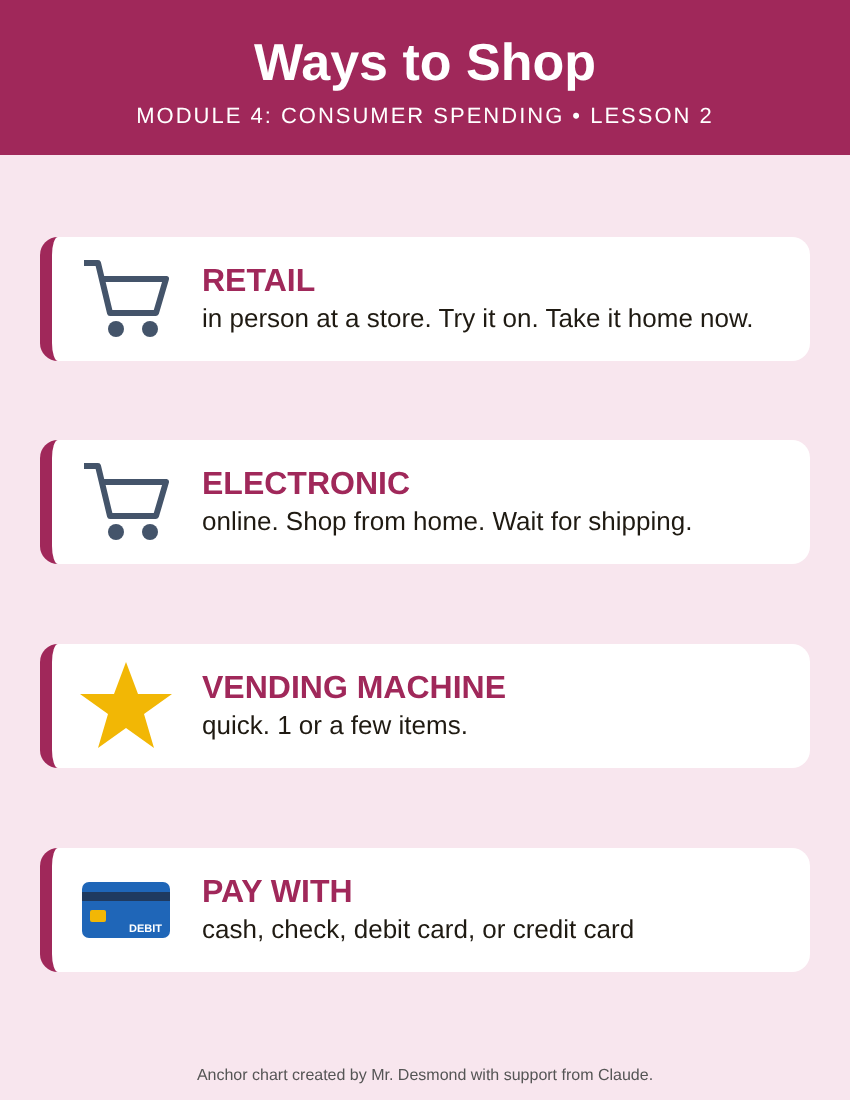 Ways to Shop
MODULE 4: CONSUMER SPENDING • LESSON 2
RETAIL
in person at a store. Try it on. Take it home now.
ELECTRONIC
online. Shop from home. Wait for shipping.
VENDING MACHINE
quick. 1 or a few items.
PAY WITH
cash, check, debit card, or credit card
DEBIT
Anchor chart created by Mr. Desmond with support from Claude.